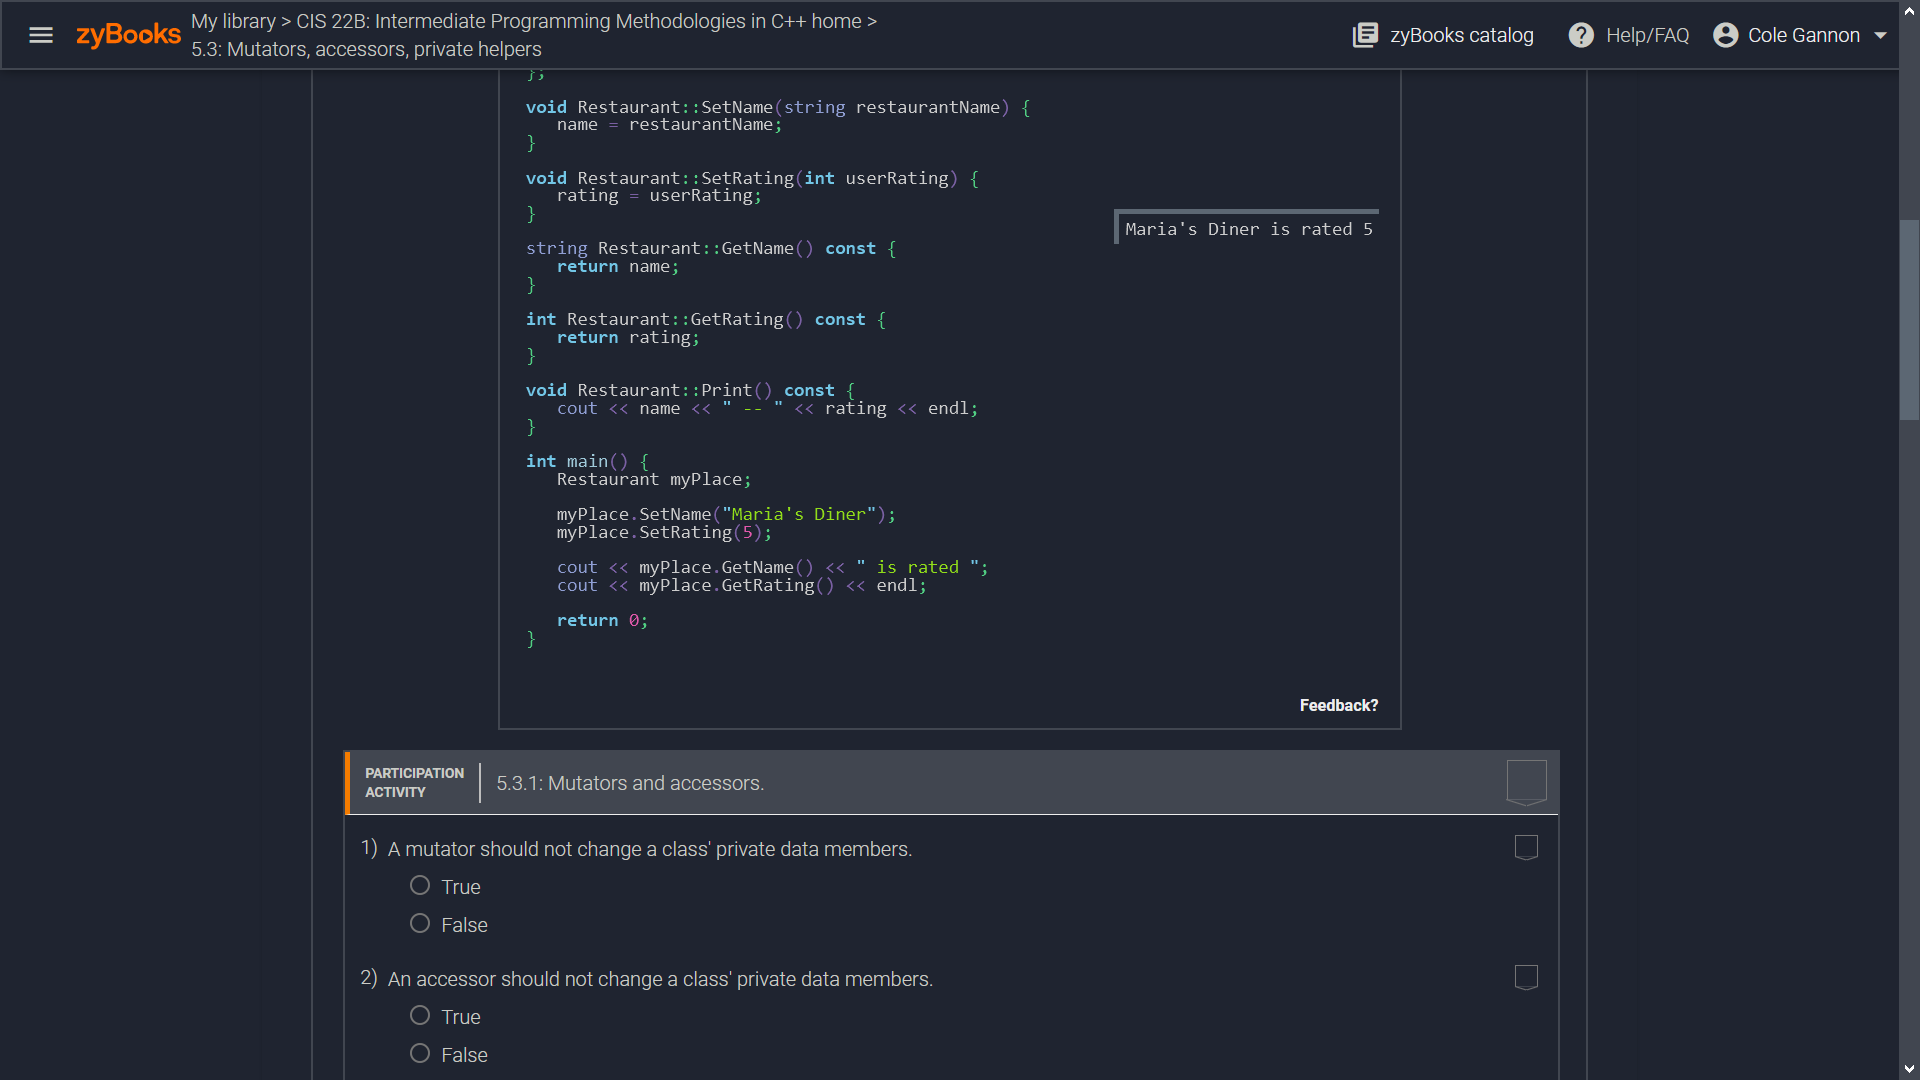 zyBooks
My library > CIS 22B: Intermediate Programming Methodologies in C++ home >
5.3: Mutators, accessors, private helpers
zyBooks catalog
Help/FAQ
Cole Gannon
};
void Restaurant::SetName(string restaurantName) {
   name = restaurantName;
}
void Restaurant::SetRating(int userRating) {
   rating = userRating;
}
string Restaurant::GetName() const {
   return name;
}
int Restaurant::GetRating() const {
   return rating;
}
void Restaurant::Print() const {
   cout << name << " -- " << rating << endl;
}
int main() {
   Restaurant myPlace;
   myPlace.SetName("Maria's Diner");
   myPlace.SetRating(5);
   cout << myPlace.GetName() << " is rated ";
   cout << myPlace.GetRating() << endl;
   return 0;
}
Maria's Diner is rated 5
Feedback?
PARTICIPATION
ACTIVITY
5.3.1: Mutators and accessors.
1) A mutator should not change a class' private data members.
True
False
2) An accessor should not change a class' private data members.
True
False